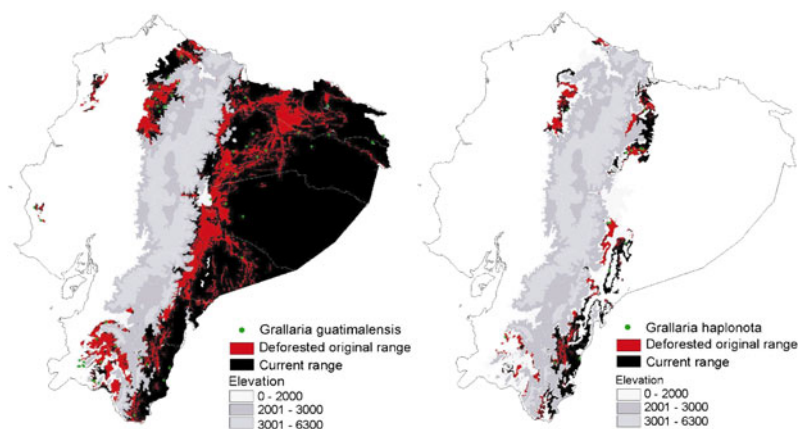 Grallaria guatimalensis
Deforested original range
Current range
Elevation
0 - 2000
2001 - 3000
3001 - 6300
Grallaria haplonota
Deforested original range
Current range
Elevation
0 - 2000
2001 - 3000
3001 - 6300